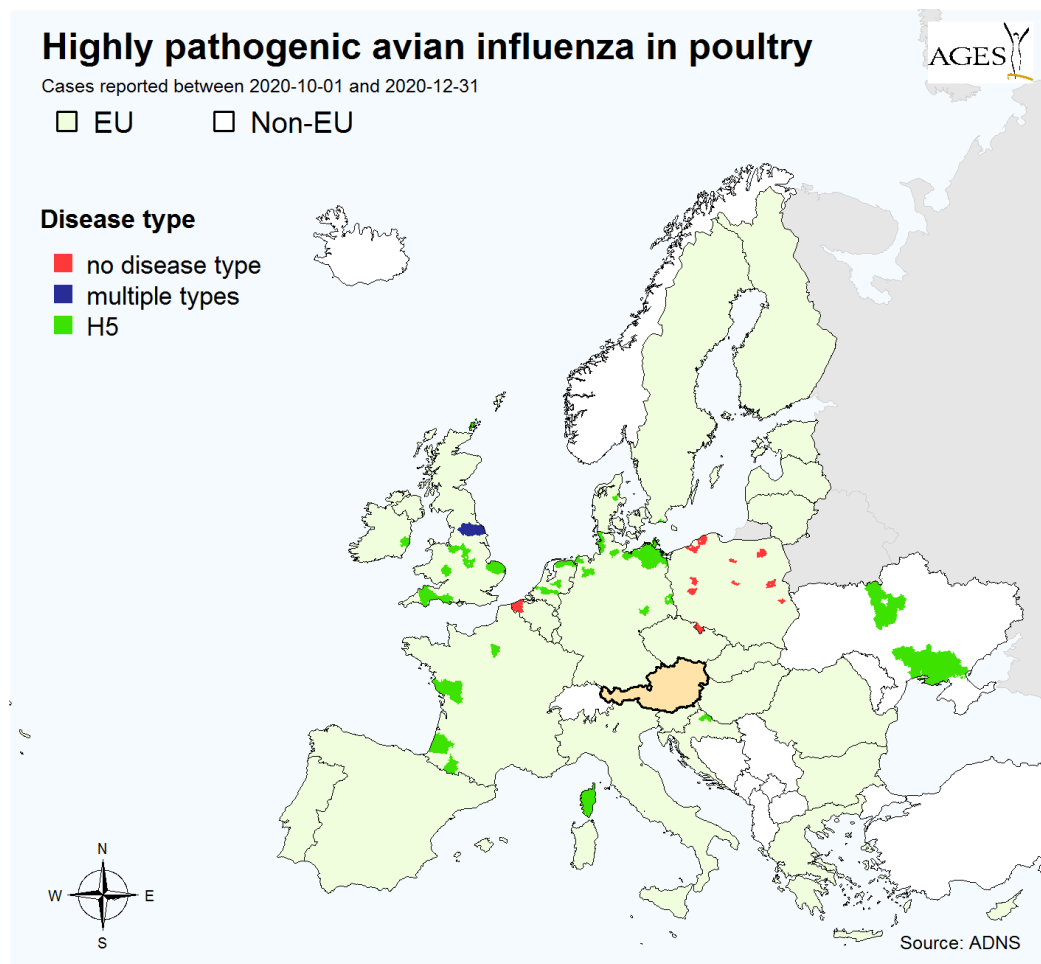 Highly pathogenic avian influenza in poultry
AGES
Cases reported between 2020-10-01 and 2020-12-31
EU
Non-EU
Disease type
no disease type
multiple types
H5
N
W
E
S
Source: ADNS